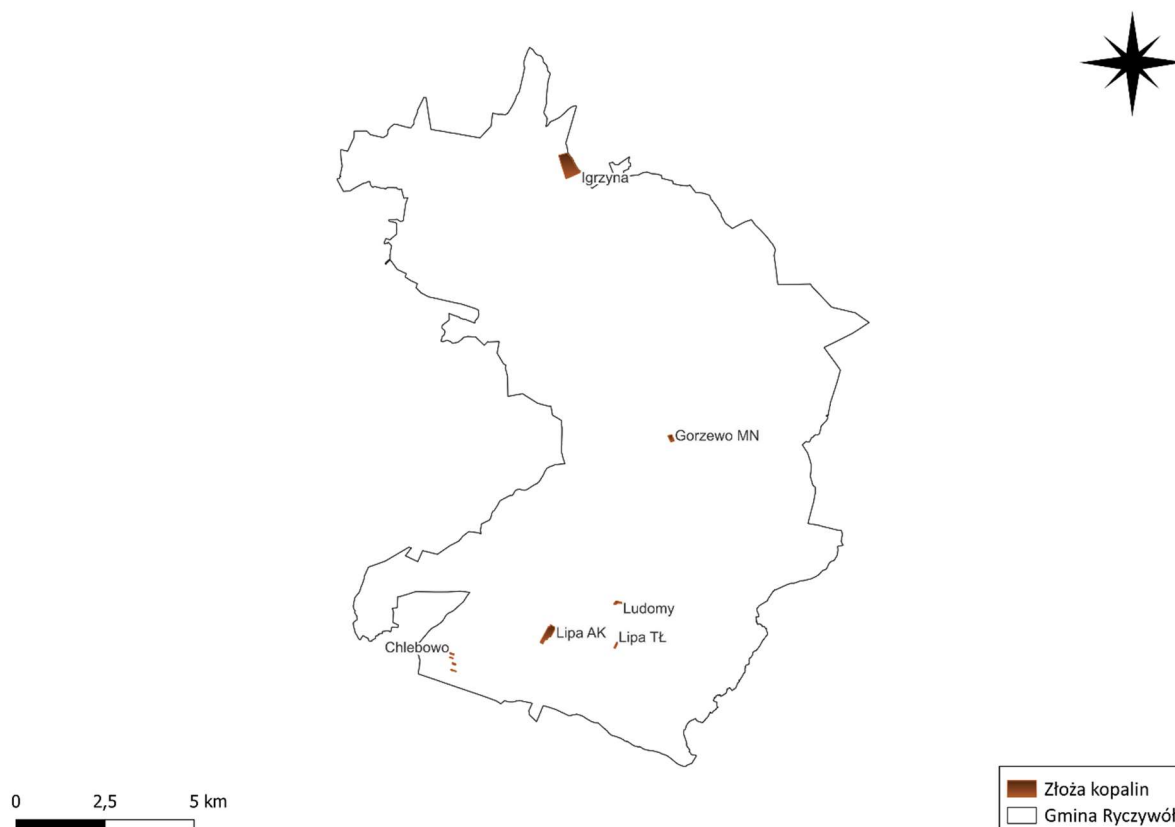 Igrzyna
Gorzewo MN
Ludomy
Lipa AK
Lipa TŁ
Chlebowo
0 2,5 5 km
Złoża kopalin
Gmina Ryczywół